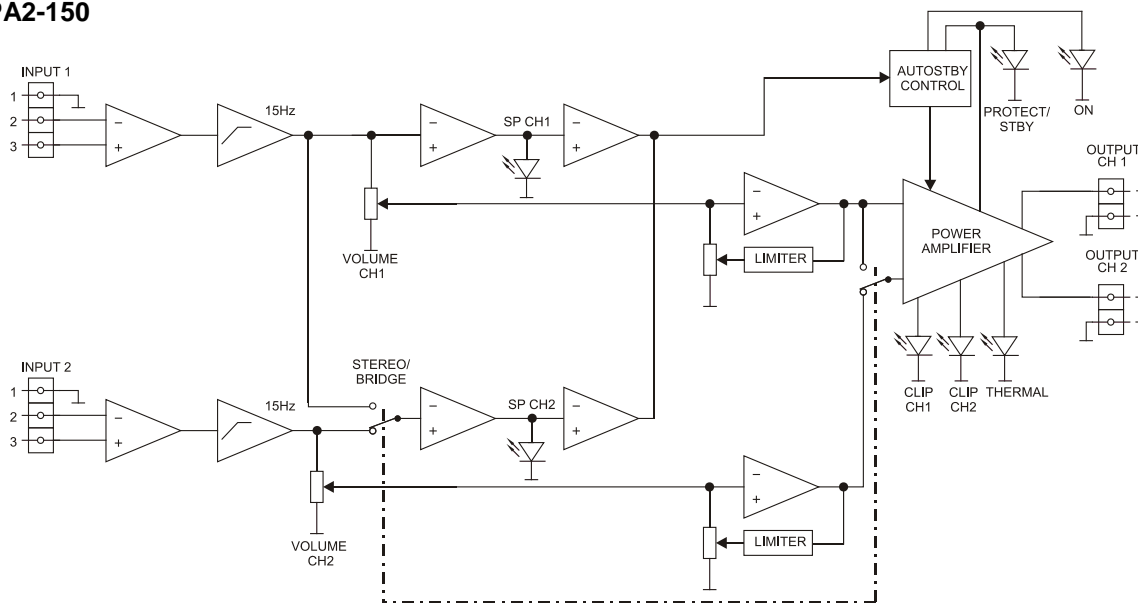 PA2-150
INPUT 1
1
2
3
15Hz
SP CH1
VOLUME
CH1
LIMITER
AUTOSTBY
CONTROL
PROTECT/
STBY
ON
POWER
AMPLIFIER
OUTPUT
CH 1
OUTPUT
CH 2
CLIP
CH1
CLIP
CH2
THERMAL
INPUT 2
1
2
3
15Hz
STEREO/
BRIDGE
SP CH2
VOLUME
CH2
LIMITER